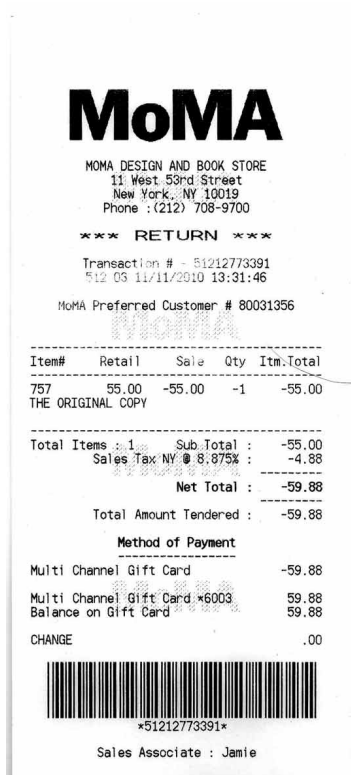 MoMA
MOMA DESIGN AND BOOK STORE
11 West 53rd Street
New York, NY 10019
Phone :(212) 708-9700
*** RETURN ***
Transaction # - 51212773391
512 03 11/11/2010 13:31:46
MoMA Preferred Customer # 80031356
MoMA
Item# Retail Sale Qty Itm.Total
757 55.00 -55.00 -1 -55.00
THE ORIGINAL COPY
Total Items : 1 Sub Total : -55.00
Sales Tax NY @ 8.875% : -4.88
MoMA
Net Total : -59.88
Total Amount Tendered : -59.88
Method of Payment
Multi Channel Gift Card -59.88
MoMA
Multi Channel Gift Card *6003 59.88
Balance on Gift Card 59.88
CHANGE .00
*51212773391*
Sales Associate : Jamie